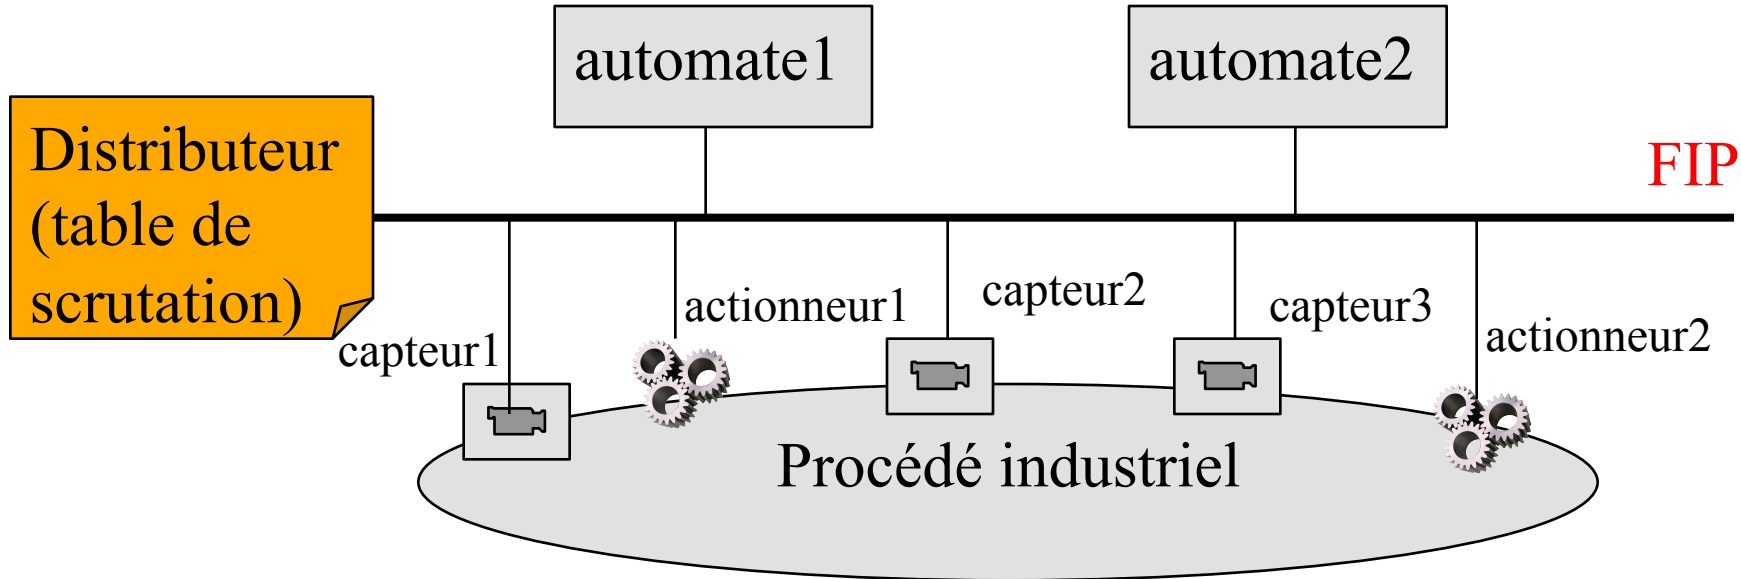 automate1
automate2
Distributeur
(table de
scrutation)
FIP
capteur1
actionneur1
capteur2
capteur3
actionneur2
Procédé industriel